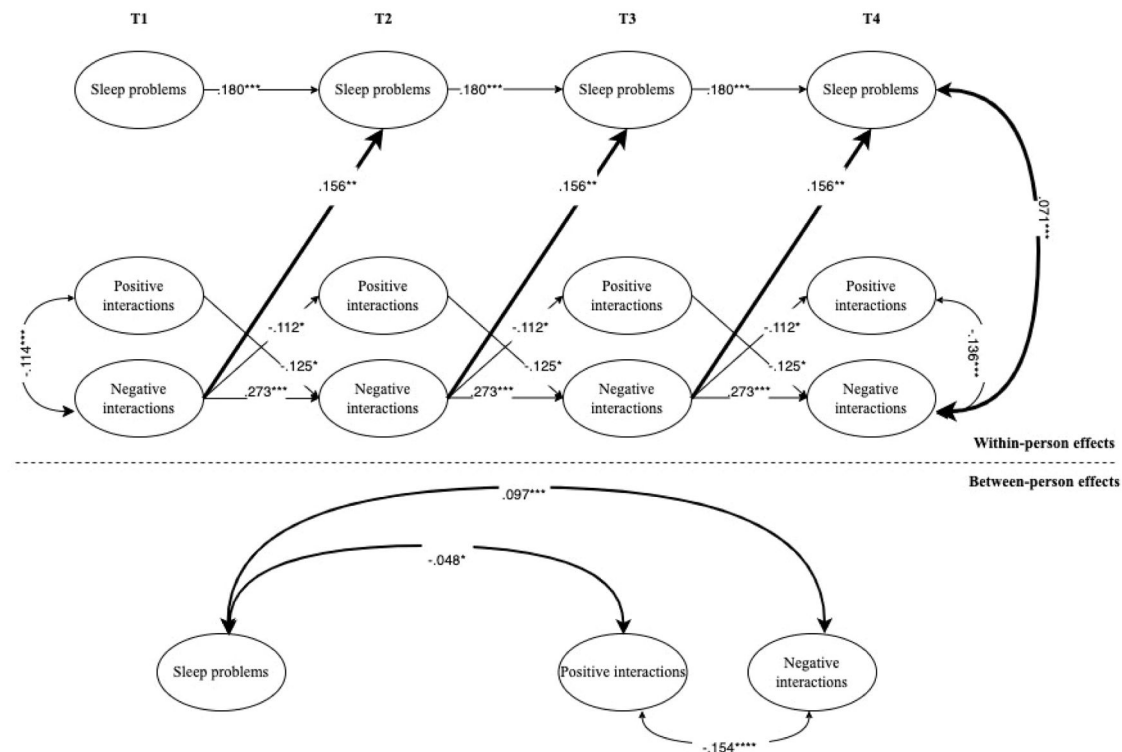 T1 T2 T3 T4
Sleep problems .180*** Sleep problems .180*** Sleep problems .180*** Sleep problems
.156** .156** .156**
.071***
Positive
interactions
Positive
interactions
Positive
interactions
Positive
interactions
-.114***
-.112* -.112* -.112*
-.136***
-.125* -.125* -.125*
Negative
interactions
.273***
Negative
interactions
.273***
Negative
interactions
.273***
Negative
interactions
Within-person effects
Between-person effects
.097***
-.048*
Sleep problems
Positive interactions
Negative
interactions
-.154****